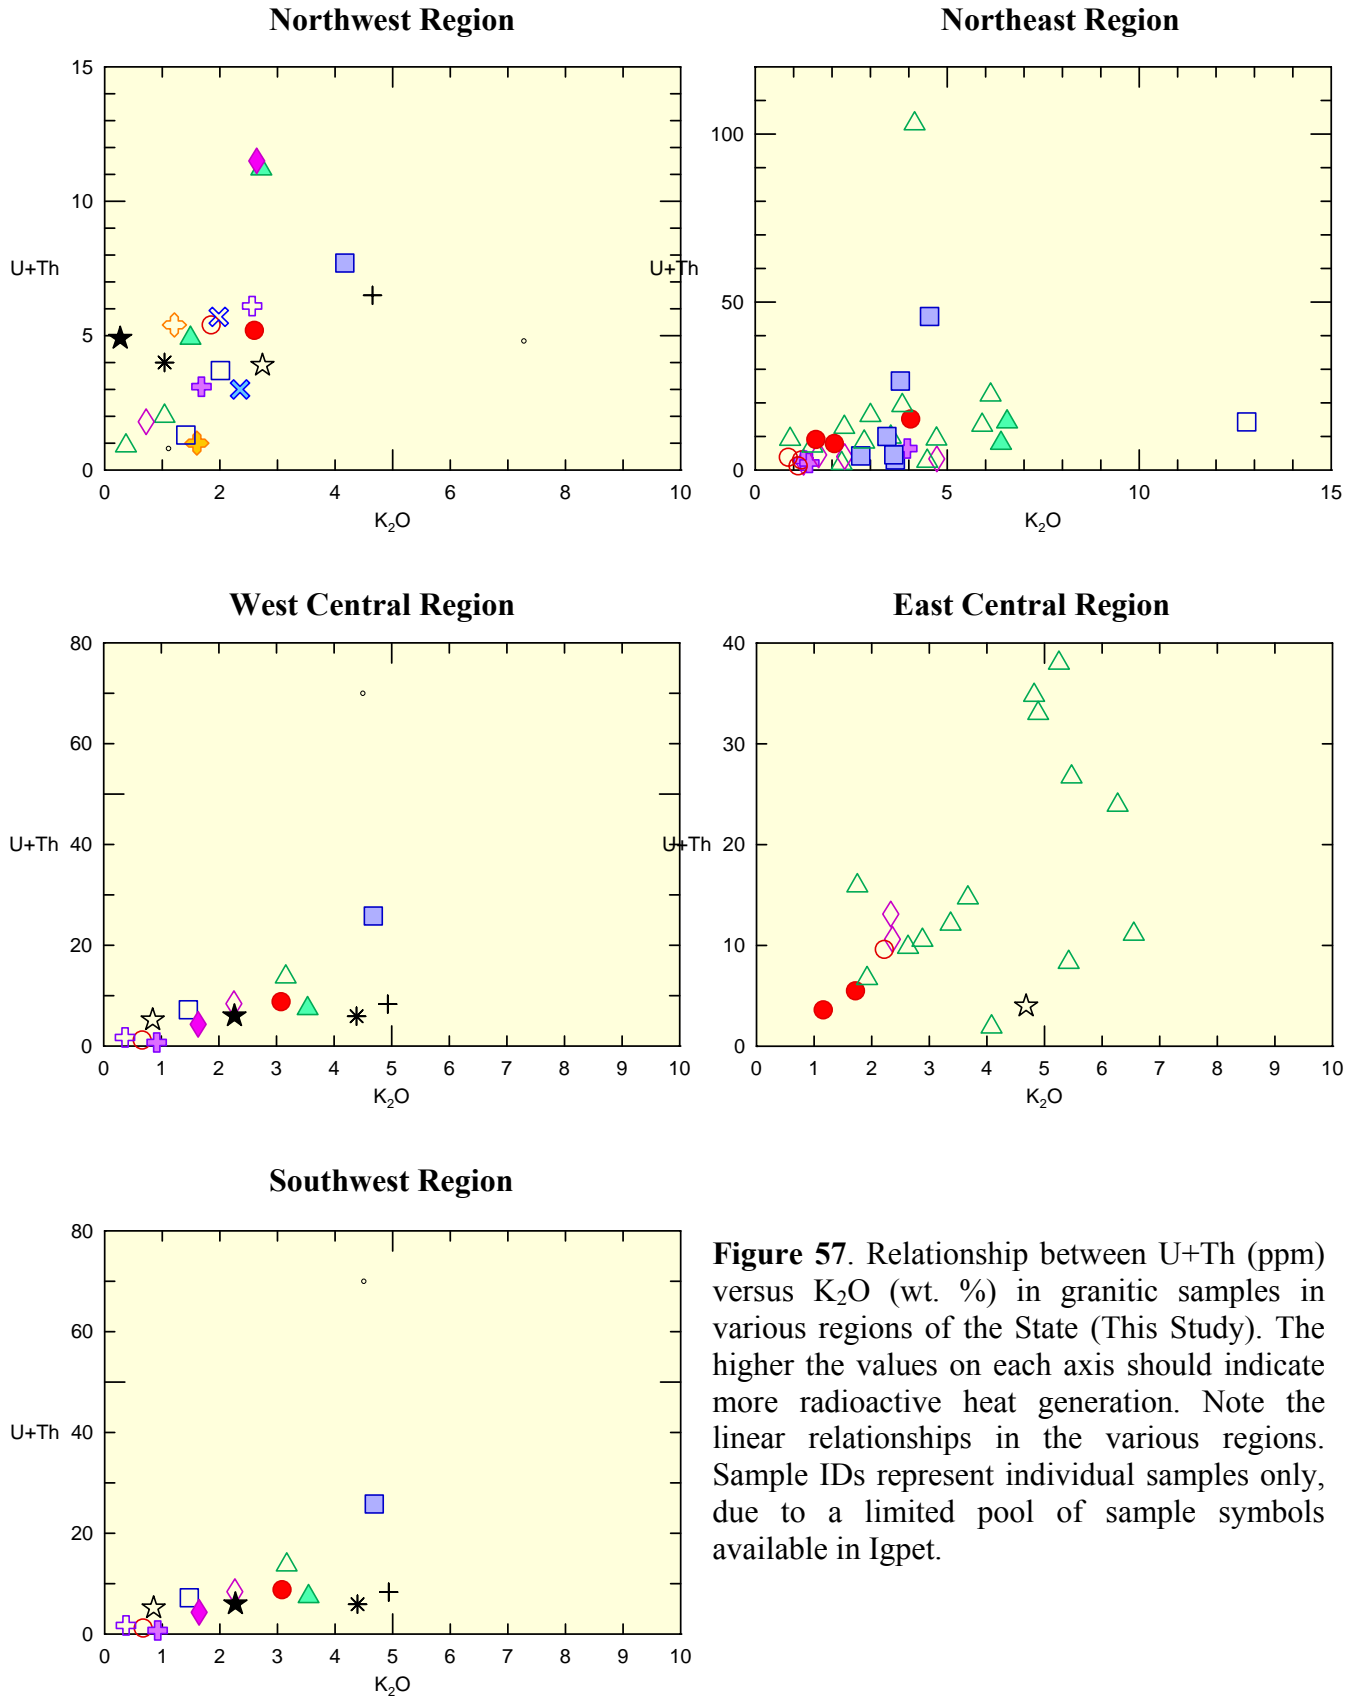 Northwest Region
15
10
U+Th
5
0
0 2 4 6 8 10
K₂O
Northeast Region
100
U+Th
50
0
0 5 10 15
K₂O
West Central Region
80
60
U+Th 40
20
0
0 1 2 3 4 5 6 7 8 9 10
K₂O
East Central Region
40
30
U+Th 20
10
0
0 1 2 3 4 5 6 7 8 9 10
K₂O
Southwest Region
80
60
U+Th 40
20
0
0 1 2 3 4 5 6 7 8 9 10
K₂O
Figure 57. Relationship between U+Th (ppm)
versus K₂O (wt. %) in granitic samples in
various regions of the State (This Study). The
higher the values on each axis should indicate
more radioactive heat generation. Note the
linear relationships in the various regions.
Sample IDs represent individual samples only,
due to a limited pool of sample symbols
available in Igpet.